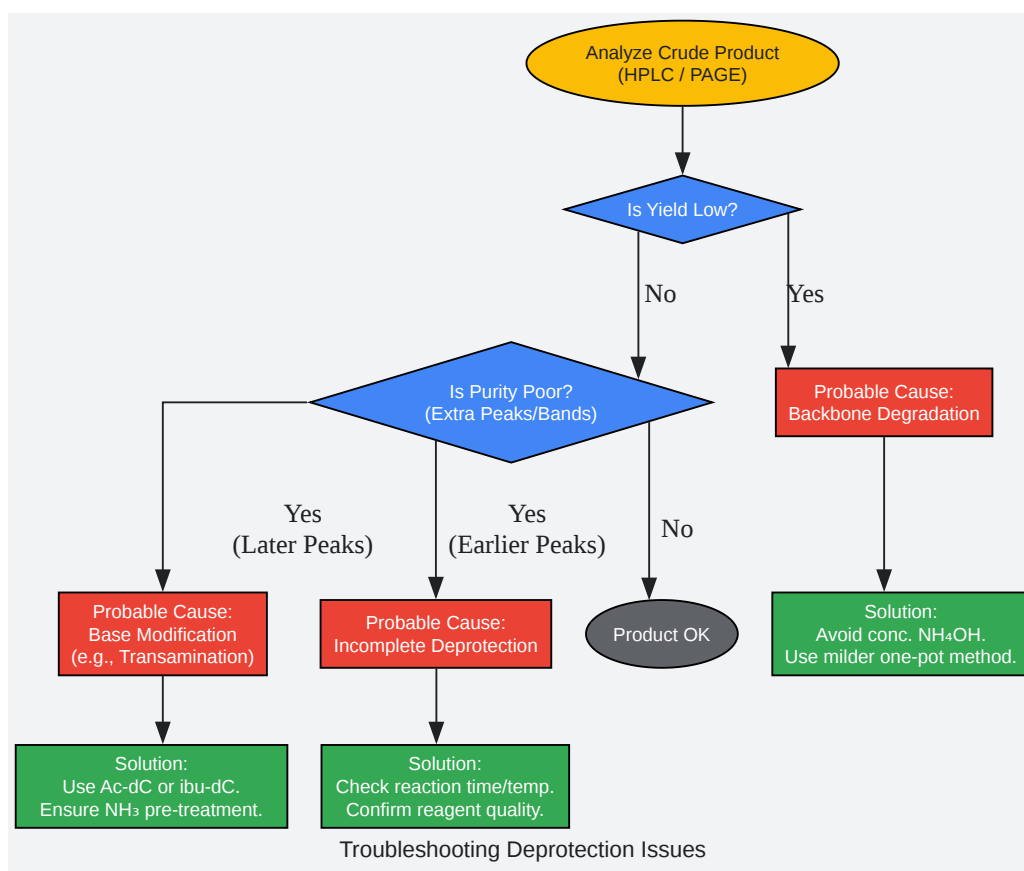 Analyze Crude Product
(HPLC / PAGE)
Is Yield Low?
No
Yes
Is Purity Poor?
(Extra Peaks/Bands)
Probable Cause:
Backbone Degradation
Yes
(Later Peaks)
Yes
(Earlier Peaks)
No
Probable Cause:
Base Modification
(e.g., Transamination)
Probable Cause:
Incomplete Deprotection
Product OK
Solution:
Avoid conc. NH₄OH.
Use milder one-pot method.
Solution:
Use Ac-dC or ibu-dC.
Ensure NH₃ pre-treatment.
Solution:
Check reaction time/temp.
Confirm reagent quality.
Troubleshooting Deprotection Issues